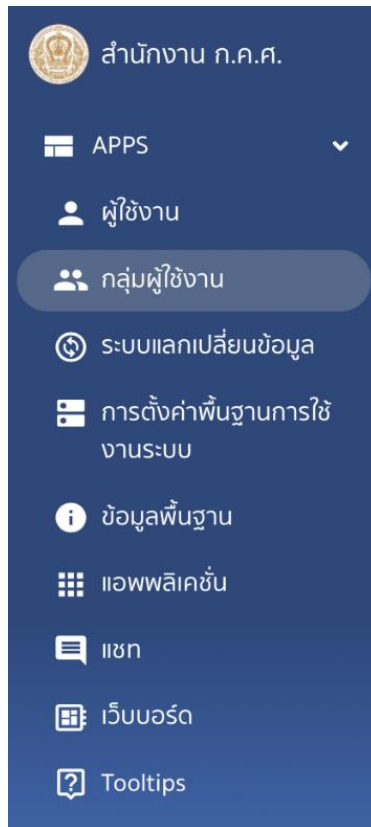 สำนักงาน ก.ค.ศ.
APPS
ผู้ใช้งาน
กลุ่มผู้ใช้งาน
ระบบแลกเปลี่ยนข้อมูล
การตั้งค่าพื้นฐานการใช้
งานระบบ
ข้อมูลพื้นฐาน
แอพพลิเคชั่น
แชท
เว็บบอร์ด
Tooltips